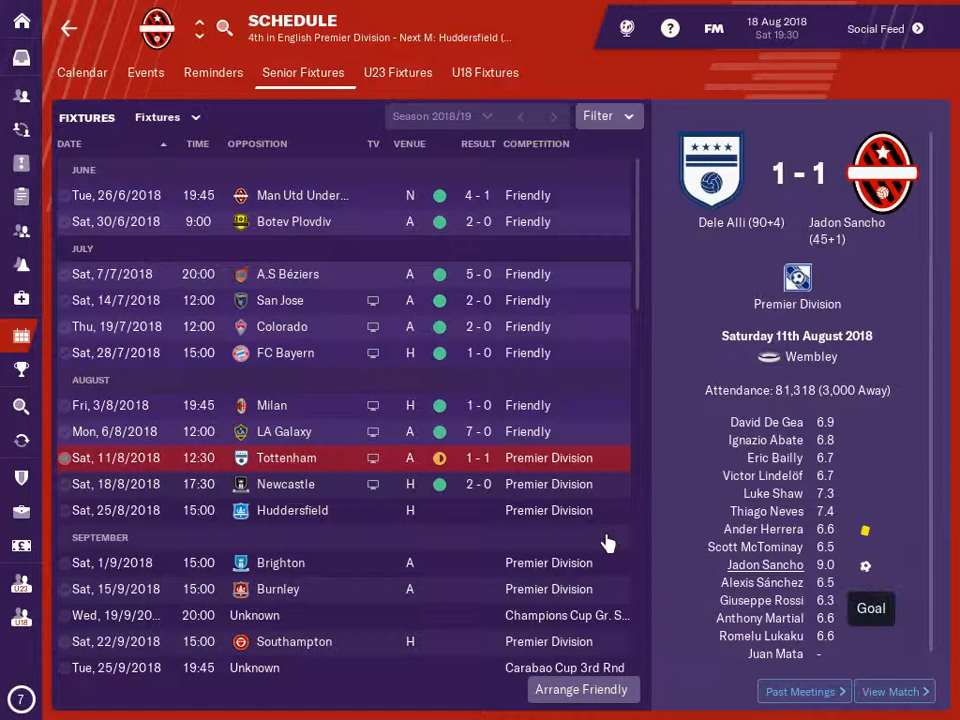 SCHEDULE
4th in English Premier Division - Next M: Huddersfield (...
18 Aug 2018
Sat 19:30
?
FM
Social Feed
Calendar
Events
Reminders
Senior Fixtures
U23 Fixtures
U18 Fixtures
FIXTURES
Fixtures
Season 2018/19
Filter
DATE TIME OPPOSITION TV VENUE RESULT COMPETITION
JUNE
Tue, 26/6/2018 19:45 Man Utd Under... N 4 - 1 Friendly
Sat, 30/6/2018 9:00 Botev Plovdiv A 2 - 0 Friendly
JULY
Sat, 7/7/2018 20:00 A.S Béziers A 5 - 0 Friendly
Sat, 14/7/2018 12:00 San Jose A 2 - 0 Friendly
Thu, 19/7/2018 12:00 Colorado A 2 - 0 Friendly
Sat, 28/7/2018 15:00 FC Bayern H 1 - 0 Friendly
AUGUST
Fri, 3/8/2018 19:45 Milan H 1 - 0 Friendly
Mon, 6/8/2018 12:00 LA Galaxy A 7 - 0 Friendly
Sat, 11/8/2018 12:30 Tottenham A 1 - 1 Premier Division
Sat, 18/8/2018 17:30 Newcastle H 2 - 0 Premier Division
Sat, 25/8/2018 15:00 Huddersfield H Premier Division
SEPTEMBER
Sat, 1/9/2018 15:00 Brighton A Premier Division
Sat, 15/9/2018 15:00 Burnley A Premier Division
Wed, 19/9/20... 20:00 Unknown Champions Cup Gr. S...
Sat, 22/9/2018 15:00 Southampton H Premier Division
Tue, 25/9/2018 19:45 Unknown Carabao Cup 3rd Rnd
Arrange Friendly
1 - 1
Dele Alli (90+4)
Jadon Sancho
(45+1)
Premier Division
Saturday 11th August 2018
Wembley
Attendance: 81,318 (3,000 Away)
David De Gea 6.9
Ignazio Abate 6.8
Eric Bailly 6.7
Victor Lindelöf 6.7
Luke Shaw 7.3
Thiago Neves 7.4
Ander Herrera 6.6
Scott McTominay 6.5
Jadon Sancho 9.0
Alexis Sánchez 6.5
Giuseppe Rossi 6.3
Anthony Martial 6.6
Romelu Lukaku 6.6
Juan Mata -
Goal
Past Meetings >
View Match >
U23
U18
7